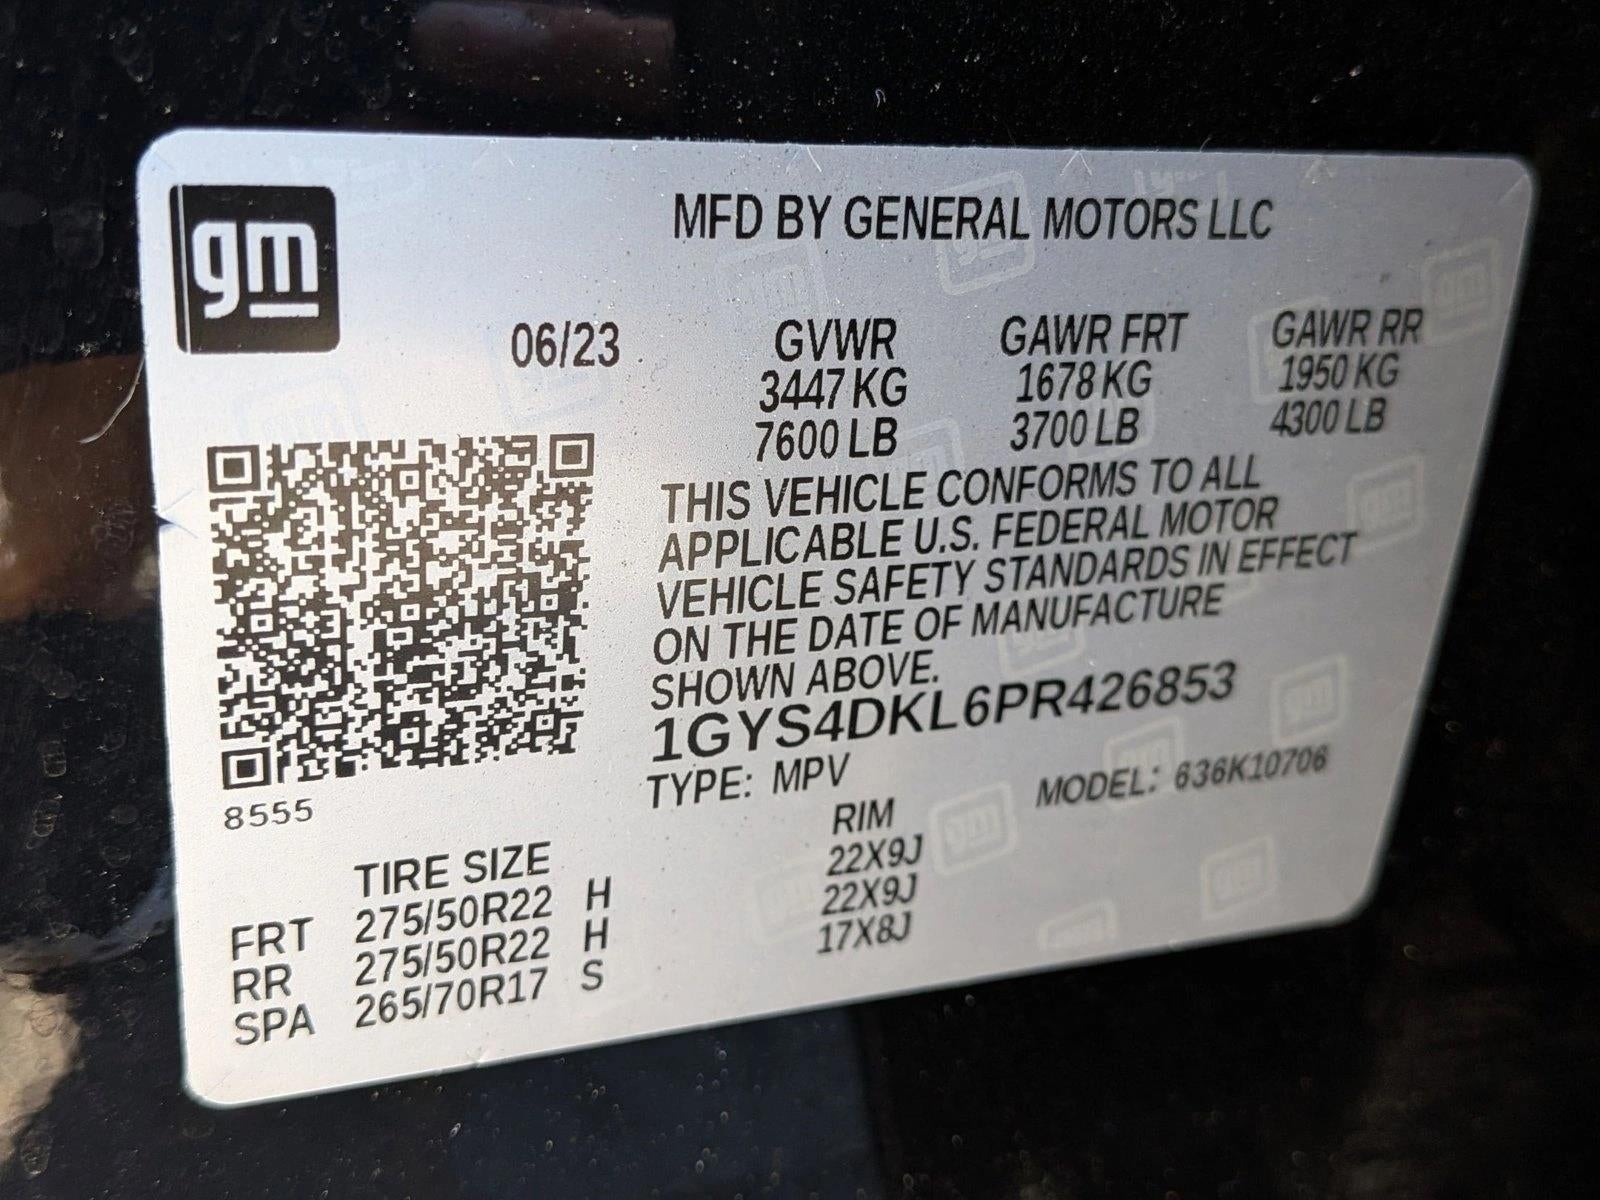 gm
MFD BY GENERAL MOTORS LLC
06/23 GVWR GAWR FRT GAWR RR
3447 KG 1678 KG 1950 KG
7600 LB 3700 LB 4300 LB
THIS VEHICLE CONFORMS TO ALL
APPLICABLE U.S. FEDERAL MOTOR
VEHICLE SAFETY STANDARDS IN EFFECT
ON THE DATE OF MANUFACTURE
SHOWN ABOVE.
1GYS4DKL6PR426853
TYPE: MPV MODEL: 636K10706
8555
TIRE SIZE RIM
FRT 275/50R22 H 22X9J
RR 275/50R22 H 22X9J
SPA 265/70R17 S 17X8J